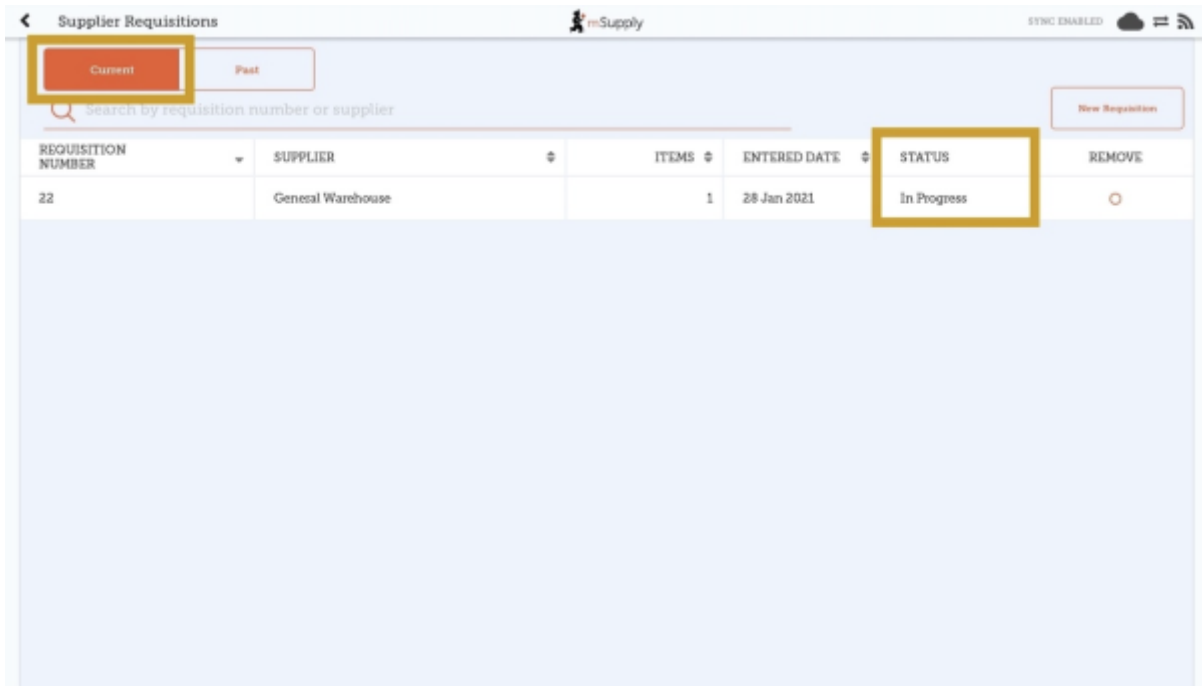 Supplier Requisitions
mSupply
SYNC ENABLED
Current
Past
Search by requisition number or supplier
New Requisition
REQUISITION
NUMBER
SUPPLIER
ITEMS
ENTERED DATE
STATUS
REMOVE
22
General Warehouse
1
28 Jan 2021
In Progress